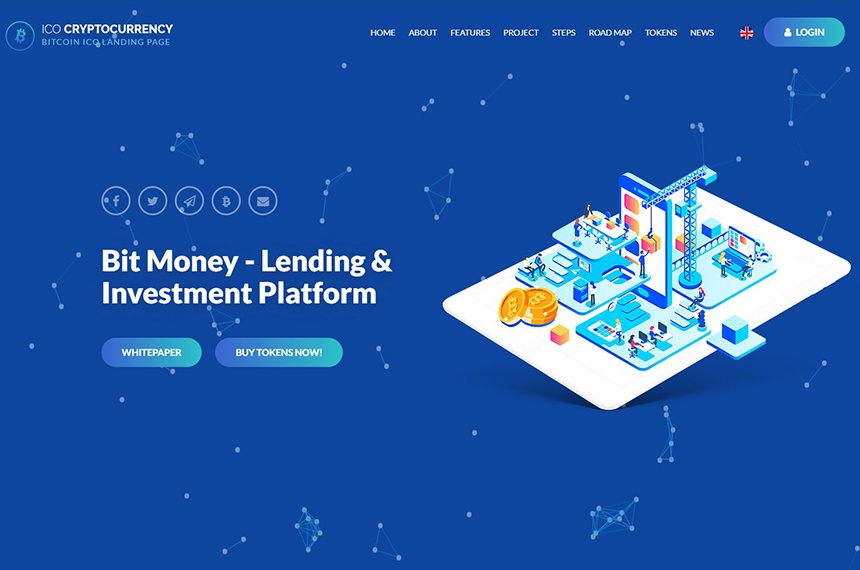 ICO CRYPTOCURRENCY
BITCOIN ICO LANDING PAGE
HOME ABOUT FEATURES PROJECT STEPS ROAD MAP TOKENS NEWS LOGIN
Bit Money - Lending &
Investment Platform
WHITEPAPER BUY TOKENS NOW!